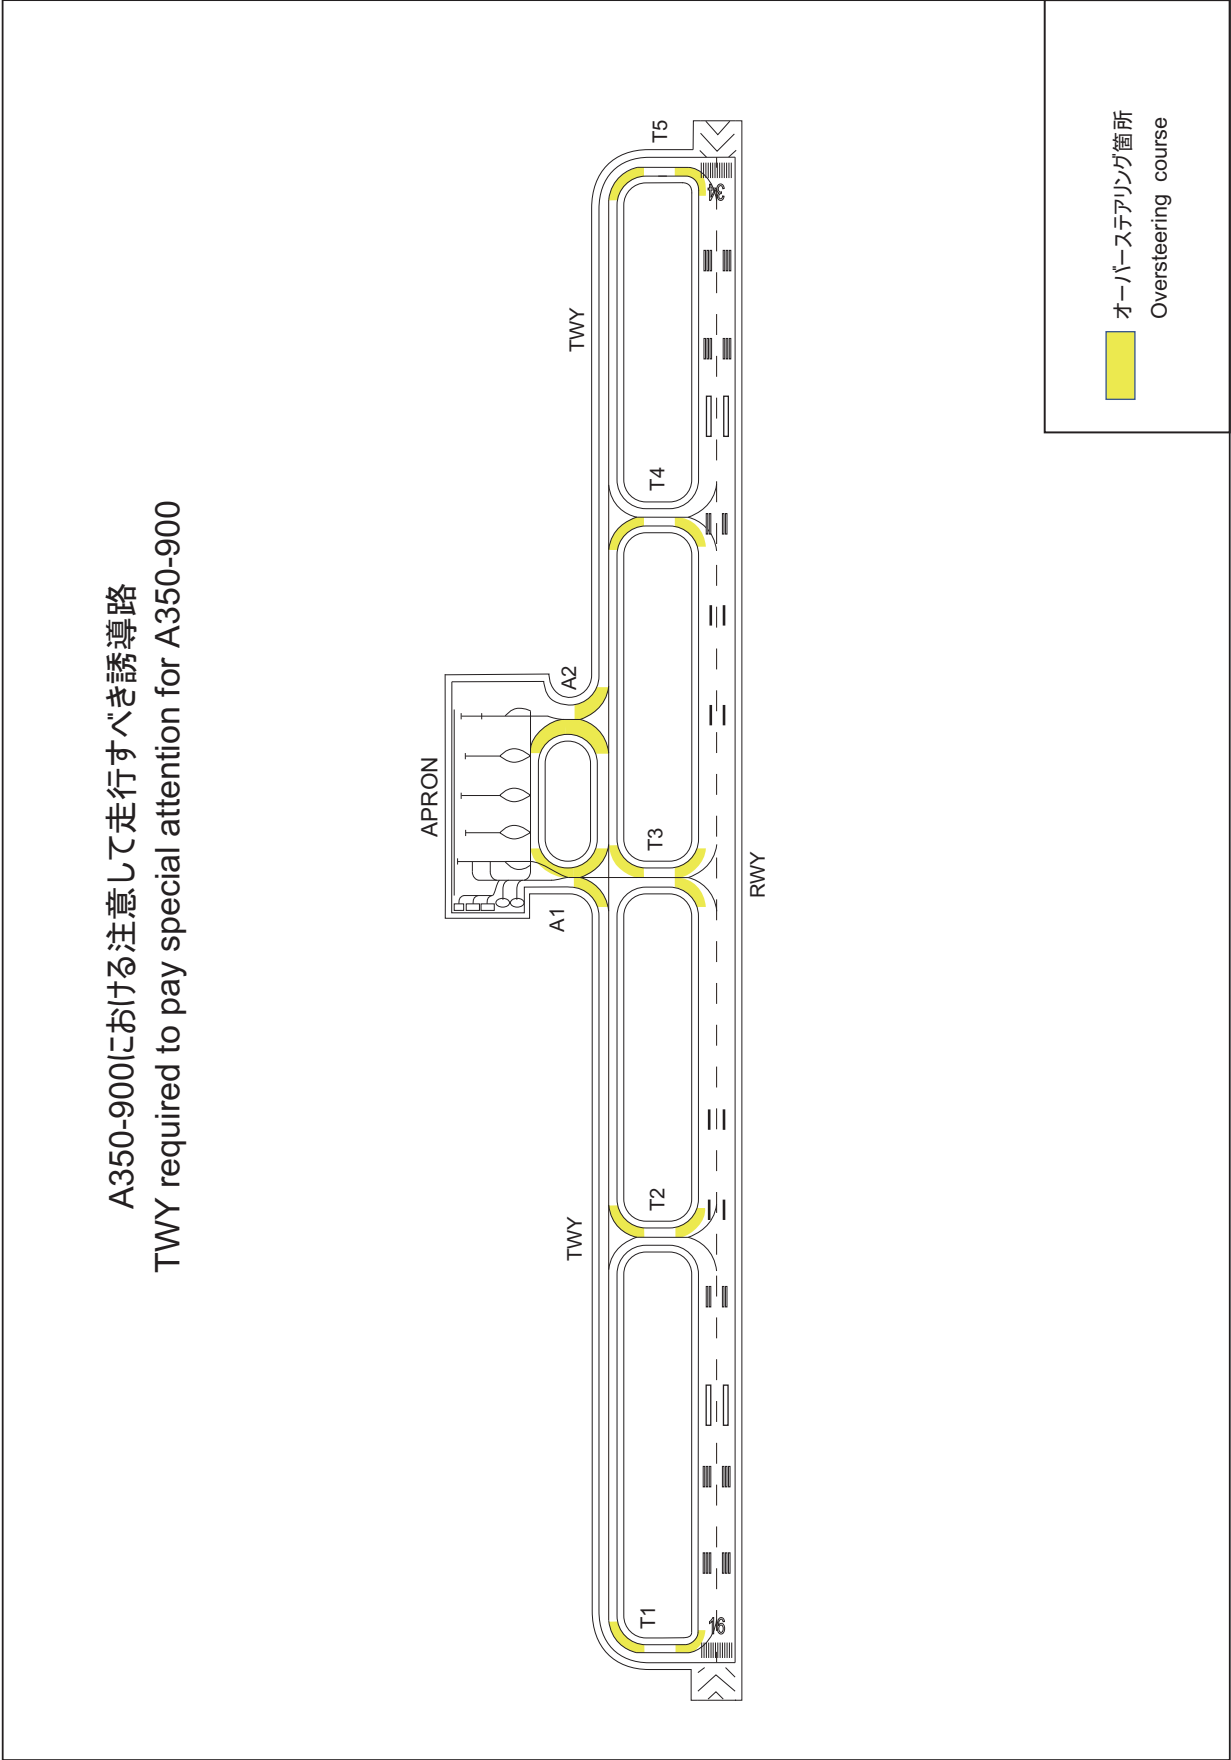 A350-900における注意して走行すべき誘導路
TWY required to pay special attention for A350-900
APRON
A1
A2
TWY
TWY
T1
T2
T3
T4
T5
16
34
RWY
オーバーステアリング箇所
Oversteering course